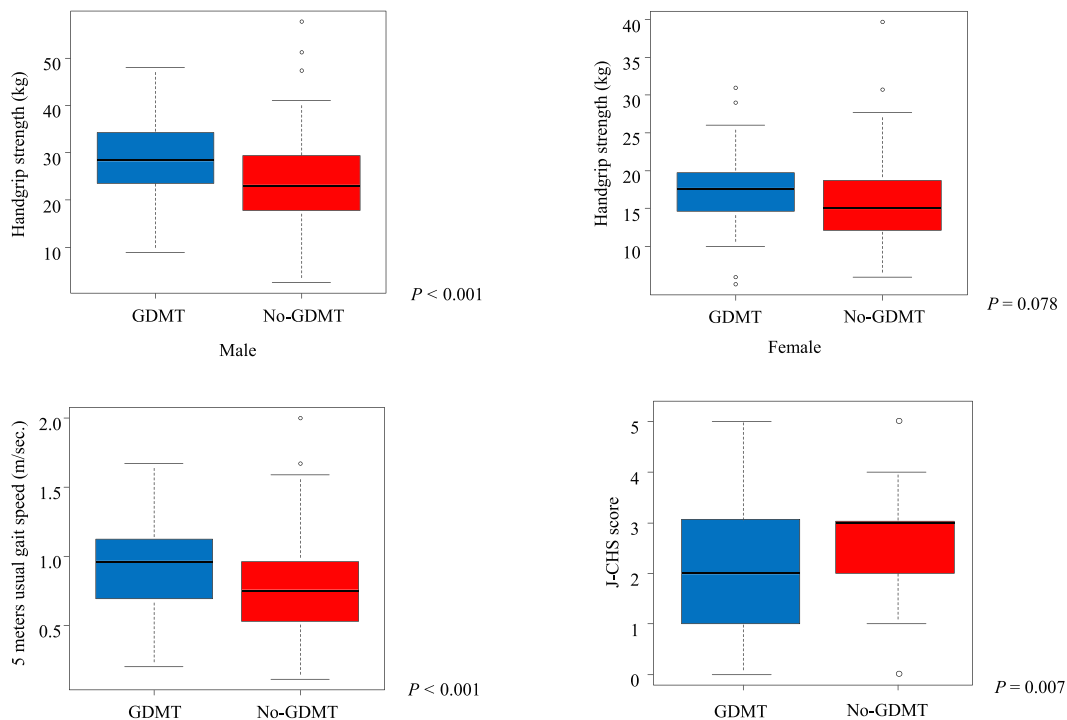 Handgrip strength (kg)
50
40
30
20
10
GDMT
No-GDMT
Male
P < 0.001
Handgrip strength (kg)
40
35
30
25
20
15
10
GDMT
No-GDMT
Female
P = 0.078
5 meters usual gait speed (m/sec.)
2.0
1.5
1.0
0.5
GDMT
No-GDMT
P < 0.001
J-CHS score
5
4
3
2
1
0
GDMT
No-GDMT
P = 0.007